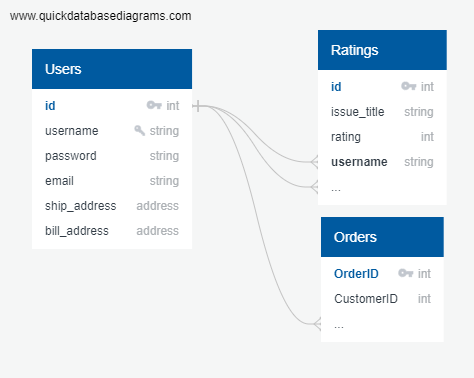 www.quickdatabasediagrams.com
Users
id int
username string
password string
email string
ship_address address
bill_address address
Ratings
id int
issue_title string
rating int
username string
...
Orders
OrderID int
CustomerID int
...